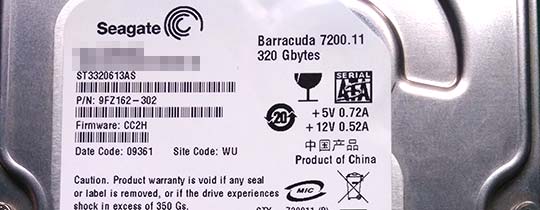 Seagate
Barracuda 7200.11
320 Gbytes
ST3320613AS
P/N: 9FZ162-302
Firmware: CC2H
Date Code: 09361 Site Code: WU
SERIAL
ATA
20
+5V 0.72A
+12V 0.52A
中国产品
Product of China
Caution. Product warranty is void if any seal
or label is removed, or if the drive experiences
shock in excess of 350 Gs.
MIC